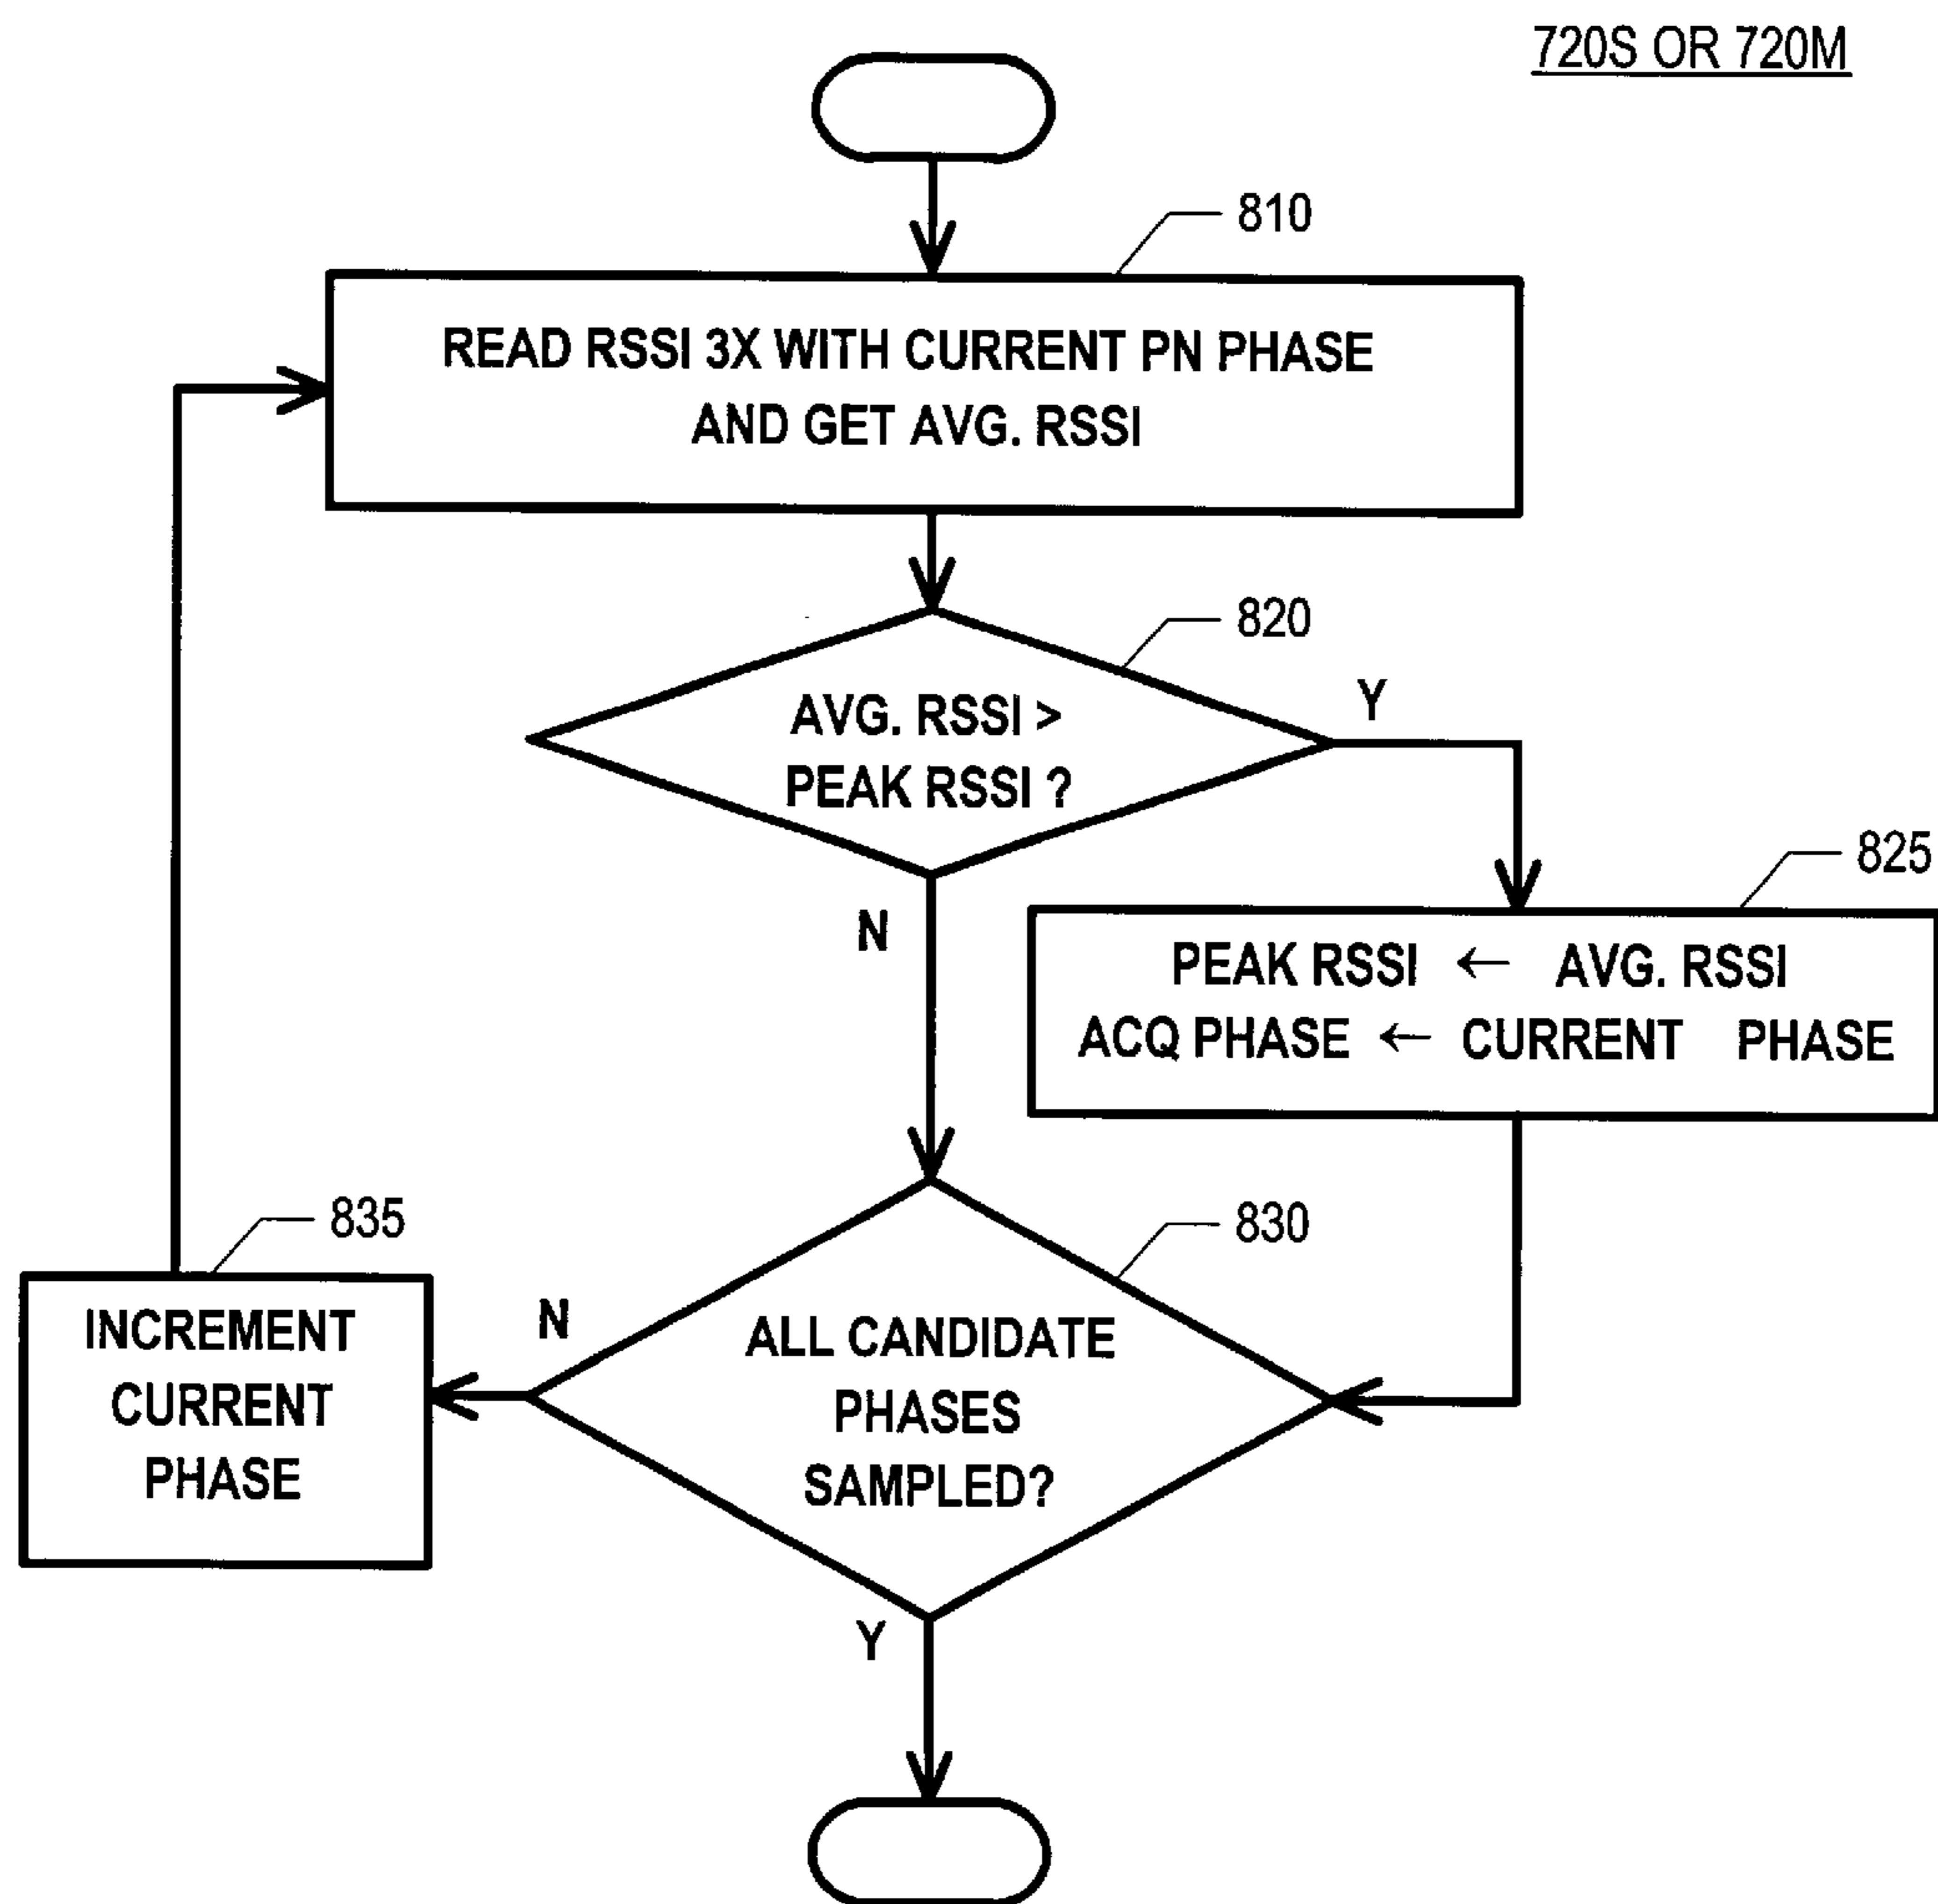 720S OR 720M
810
READ RSSI 3X WITH CURRENT PN PHASE
AND GET AVG. RSSI
820
AVG. RSSI >
PEAK RSSI ?
Y
N
825
PEAK RSSI ← AVG. RSSI
ACQ PHASE ← CURRENT PHASE
830
ALL CANDIDATE
PHASES
SAMPLED?
N
Y
835
INCREMENT
CURRENT
PHASE